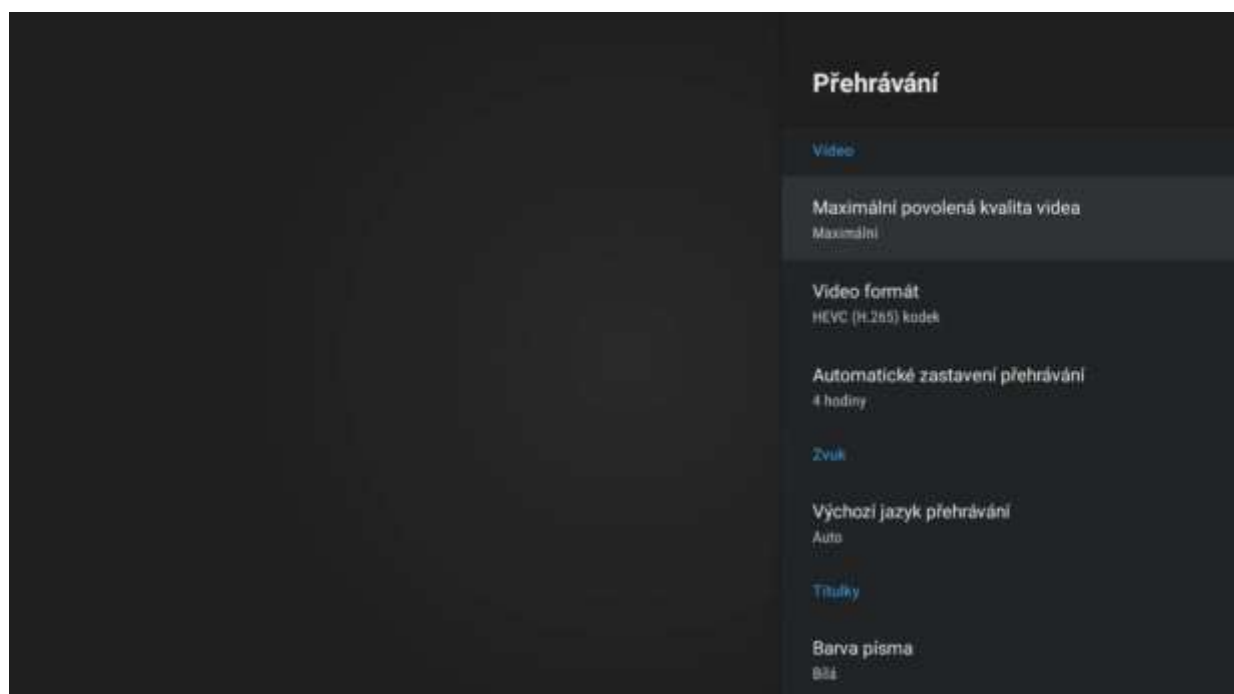 Přehrávání
Video
Maximální povolená kvalita videa
Maximální
Video formát
HEVC (H.265) kodek
Automatické zastavení přehrávání
4 hodiny
Zvuk
Výchozí jazyk přehrávání
Auto
Titulky
Barva písma
Bílá